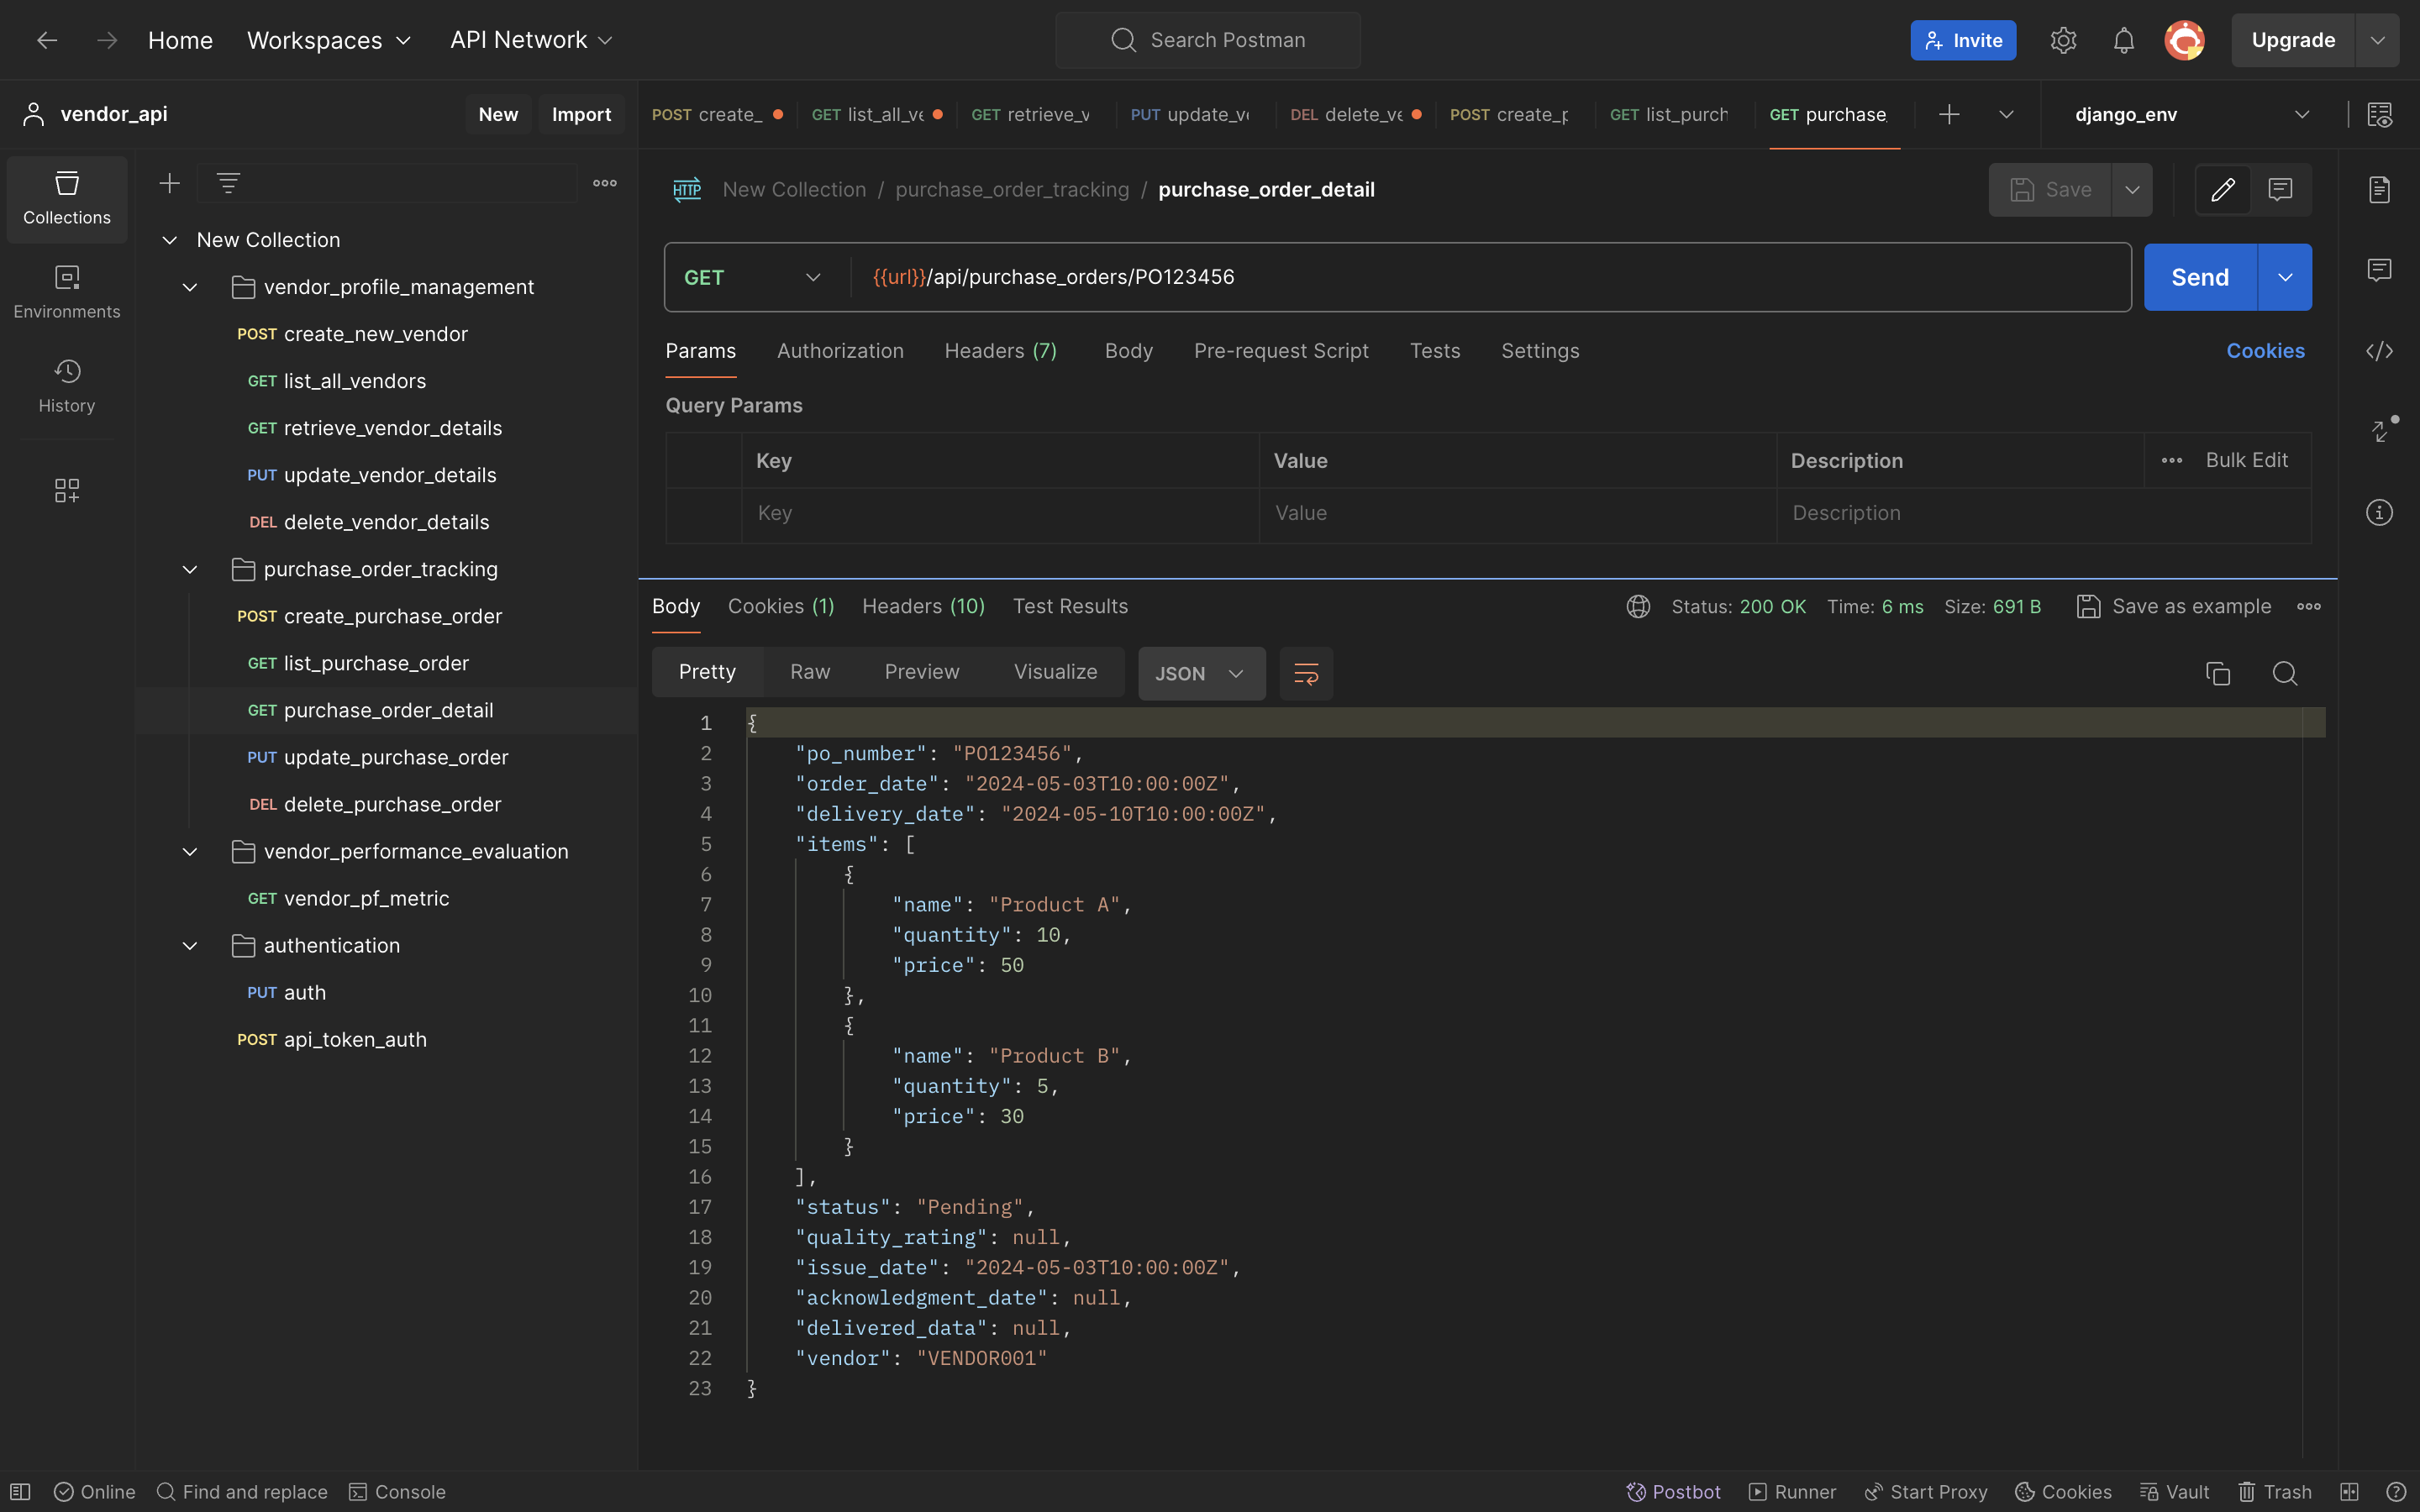 Home Workspaces API Network Search Postman Invite Upgrade
vendor_api New Import POST create_ GET list_all_ve GET retrieve_v PUT update_ve DEL delete_ve POST create_p GET list_purch GET purchase django_env
Collections
Environments
History
New Collection
vendor_profile_management
POST create_new_vendor
GET list_all_vendors
GET retrieve_vendor_details
PUT update_vendor_details
DEL delete_vendor_details
purchase_order_tracking
POST create_purchase_order
GET list_purchase_order
GET purchase_order_detail
PUT update_purchase_order
DEL delete_purchase_order
vendor_performance_evaluation
GET vendor_pf_metric
authentication
PUT auth
POST api_token_auth
HTTP New Collection / purchase_order_tracking / purchase_order_detail Save
GET {{url}}/api/purchase_orders/PO123456 Send
Params Authorization Headers (7) Body Pre-request Script Tests Settings Cookies
Query Params
Key Value Description Bulk Edit
Key Value Description
Body Cookies (1) Headers (10) Test Results Status: 200 OK Time: 6 ms Size: 691 B Save as example
Pretty Raw Preview Visualize JSON
1 {
2 "po_number": "PO123456",
3 "order_date": "2024-05-03T10:00:00Z",
4 "delivery_date": "2024-05-10T10:00:00Z",
5 "items": [
6 {
7 "name": "Product A",
8 "quantity": 10,
9 "price": 50
10 },
11 {
12 "name": "Product B",
13 "quantity": 5,
14 "price": 30
15 }
16 ],
17 "status": "Pending",
18 "quality_rating": null,
19 "issue_date": "2024-05-03T10:00:00Z",
20 "acknowledgment_date": null,
21 "delivered_data": null,
22 "vendor": "VENDOR001"
23 }
Online Find and replace Console Postbot Runner Start Proxy Cookies Vault Trash